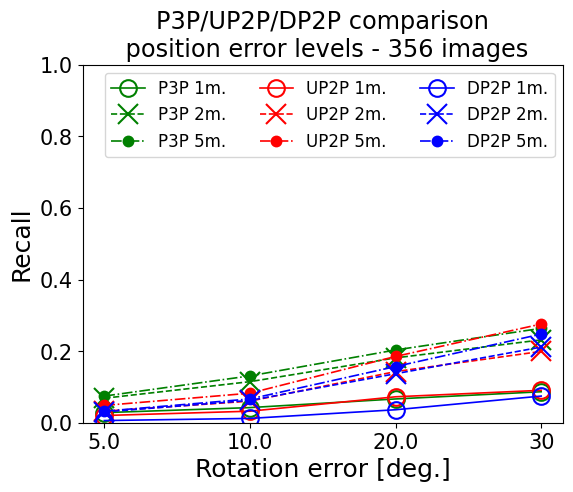 P3P/UP2P/DP2P comparison
position error levels - 356 images
P3P 1m. UP2P 1m. DP2P 1m.
P3P 2m. UP2P 2m. DP2P 2m.
P3P 5m. UP2P 5m. DP2P 5m.
1.0
0.8
0.6
0.4
0.2
0.0
Recall
5.0 10.0 20.0 30
Rotation error [deg.]